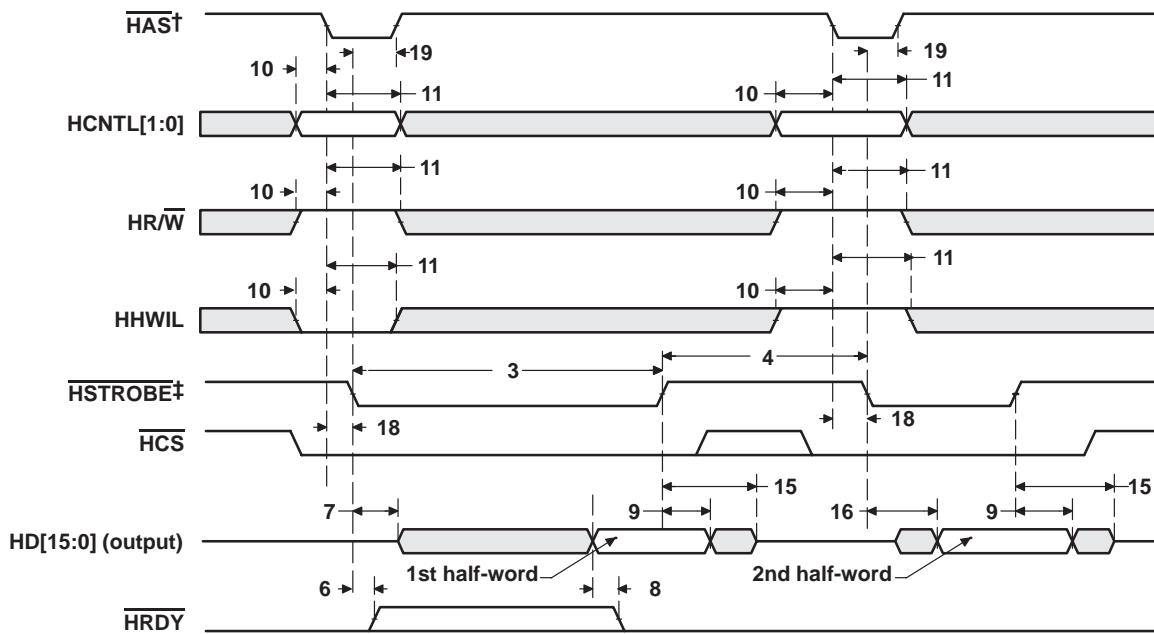 HAS†
19
19
10
11
10
11
HCNTL[1:0]
11
11
10
10
HR/W
11
11
10
10
HHWIL
3
4
HSTROBE‡
18
18
HCS
15
15
7
9
16
9
HD[15:0] (output)
1st half-word
2nd half-word
6
8
HRDY